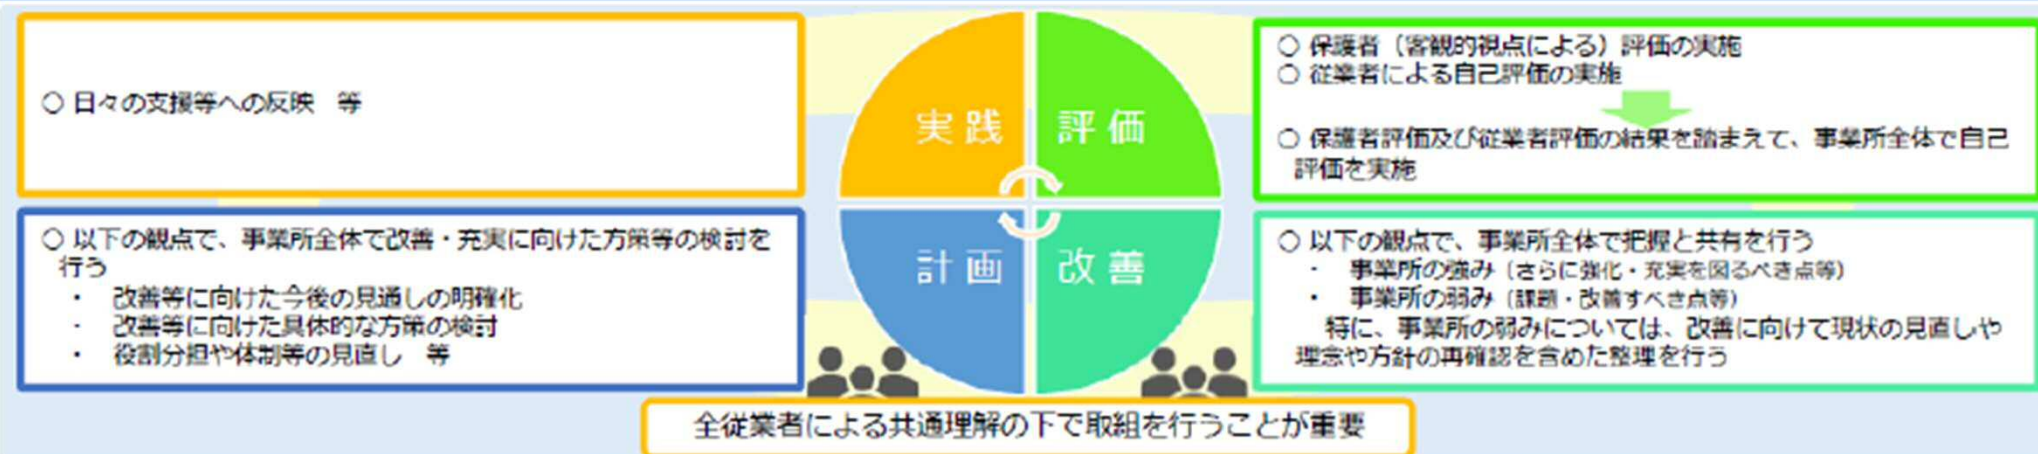 ○ 日々の支援等への反映　等
実践
評価
○ 保護者（客観的視点による）評価の実施
○ 従業者による自己評価の実施
○ 保護者評価及び従業者評価の結果を踏まえて、事業所全体で自己
評価を実施
○ 以下の観点で、事業所全体で改善・充実に向けた方策等の検討を
行う
・　改善等に向けた今後の見通しの明確化
・　改善等に向けた具体的な方策の検討
・　役割分担や体制等の見直し　等
計画
改善
○ 以下の観点で、事業所全体で把握と共有を行う
・　事業所の強み（さらに強化・充実を図るべき点等）
・　事業所の弱み（課題・改善すべき点等）
特に、事業所の弱みについては、改善に向けて現状の見直しや
理念や方針の再確認を含めた整理を行う
全従業者による共通理解の下で取組を行うことが重要